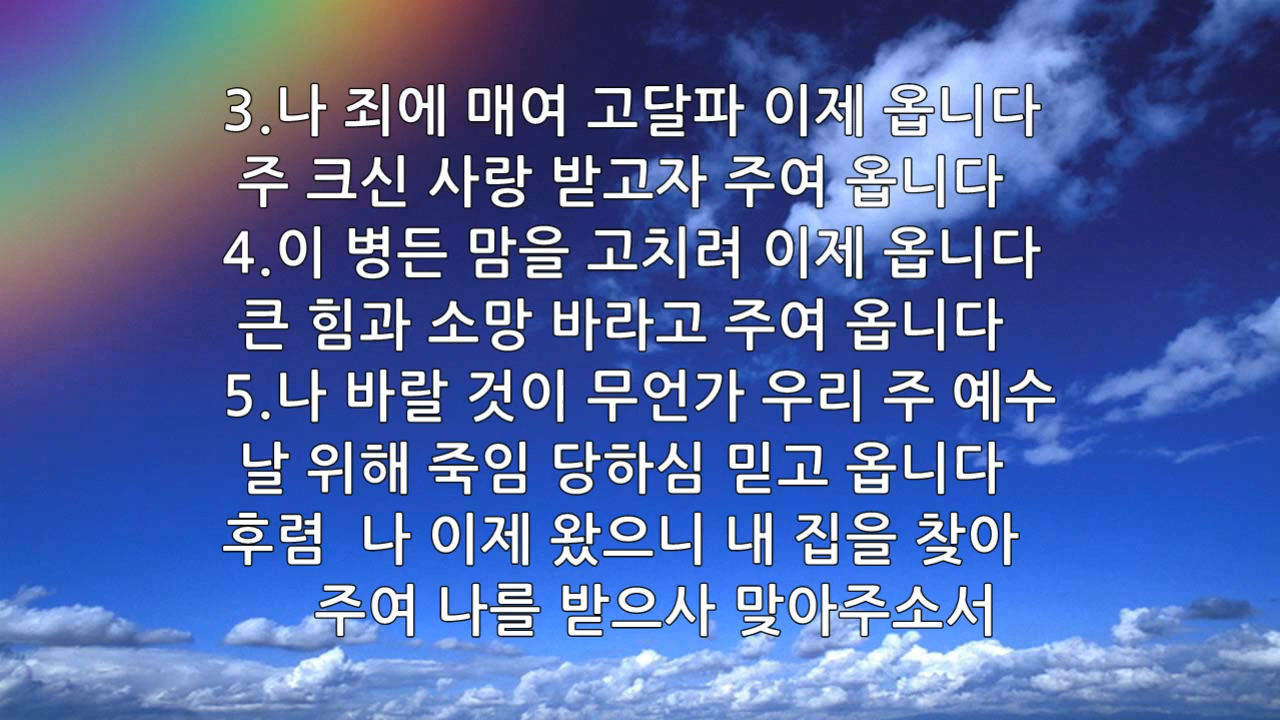 3.나 죄에 매여 고달파 이제 옵니다
주 크신 사랑 받고자 주여 옵니다
4.이 병든 맘을 고치려 이제 옵니다
큰 힘과 소망 바라고 주여 옵니다
5.나 바랄 것이 무언가 우리 주 예수
날 위해 죽임 당하심 믿고 옵니다
후렴  나 이제 왔으니 내 집을 찾아
주여 나를 받으사 맞아주소서